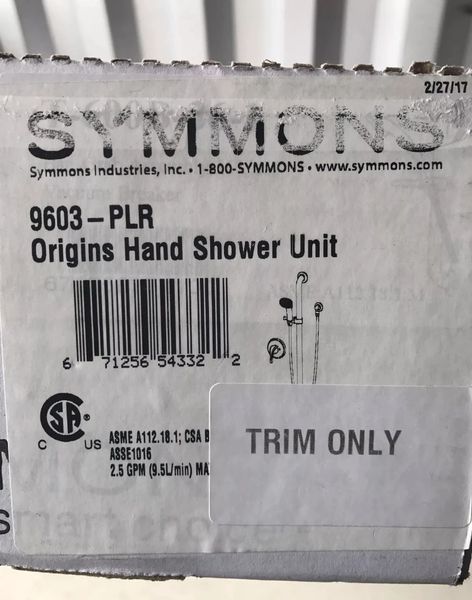 2/27/17
SYMMONS
Symmons Industries, Inc. • 1-800-SYMMONS • www.symmons.com
9603-PLR
Origins Hand Shower Unit
6 71256 54332 2
CSA®
C US
ASME A112.18.1; CSA B
ASSE1016
2.5 GPM (9.5L/min) MA
TRIM ONLY